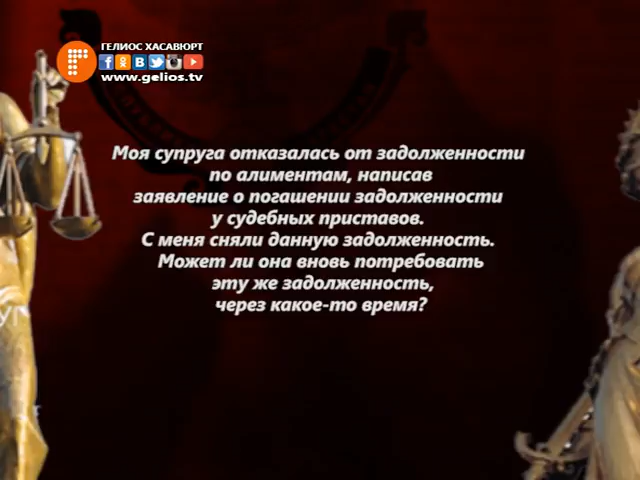 ГЕЛИОС ХАСАВЮРТ
www.gelios.tv
Моя супруга отказалась от задолженности
по алиментам, написав
заявление о погашении задолженности
у судебных приставов.
С меня сняли данную задолженность.
Может ли она вновь потребовать
эту же задолженность,
через какое-то время?